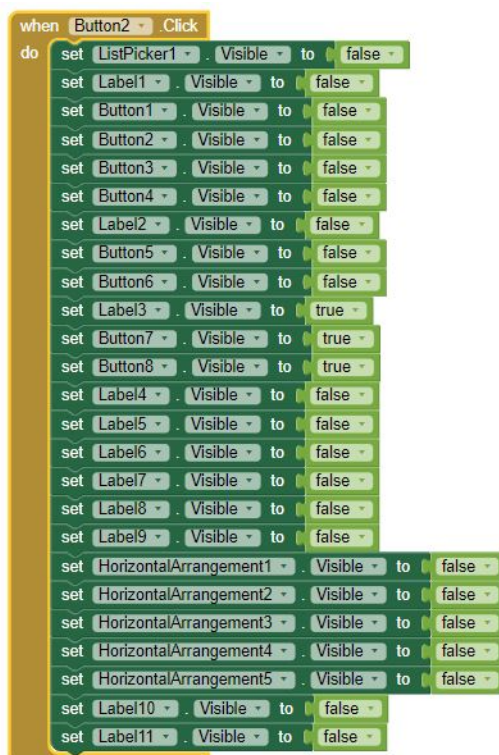 when Button2 .Click
do set ListPicker1 . Visible to false
set Label1 . Visible to false
set Button1 . Visible to false
set Button2 . Visible to false
set Button3 . Visible to false
set Button4 . Visible to false
set Label2 . Visible to false
set Button5 . Visible to false
set Button6 . Visible to false
set Label3 . Visible to true
set Button7 . Visible to true
set Button8 . Visible to true
set Label4 . Visible to false
set Label5 . Visible to false
set Label6 . Visible to false
set Label7 . Visible to false
set Label8 . Visible to false
set Label9 . Visible to false
set HorizontalArrangement1 . Visible to false
set HorizontalArrangement2 . Visible to false
set HorizontalArrangement3 . Visible to false
set HorizontalArrangement4 . Visible to false
set HorizontalArrangement5 . Visible to false
set Label10 . Visible to false
set Label11 . Visible to false